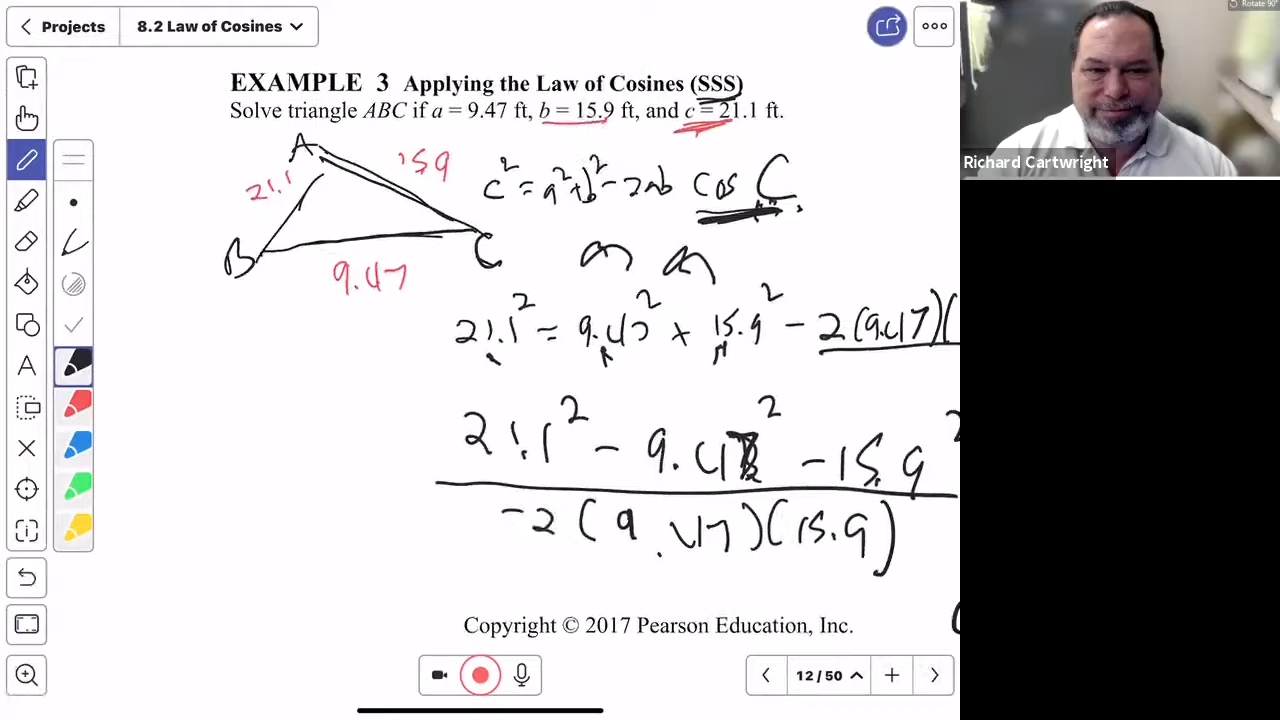 Projects
8.2 Law of Cosines
Rotate 90°
EXAMPLE 3 Applying the Law of Cosines (SSS)
Solve triangle ABC if a = 9.47 ft, b = 15.9 ft, and c = 21.1 ft.
Richard Cartwright
A
21.1
15.9
B
C
9.47
c² = a² + b² - 2ab cos C
21.1² = 9.47² + 15.9² - 2(9.47)(
21.1² - 9.47² - 15.9²
-2(9.47)(15.9)
Copyright © 2017 Pearson Education, Inc.
12 / 50